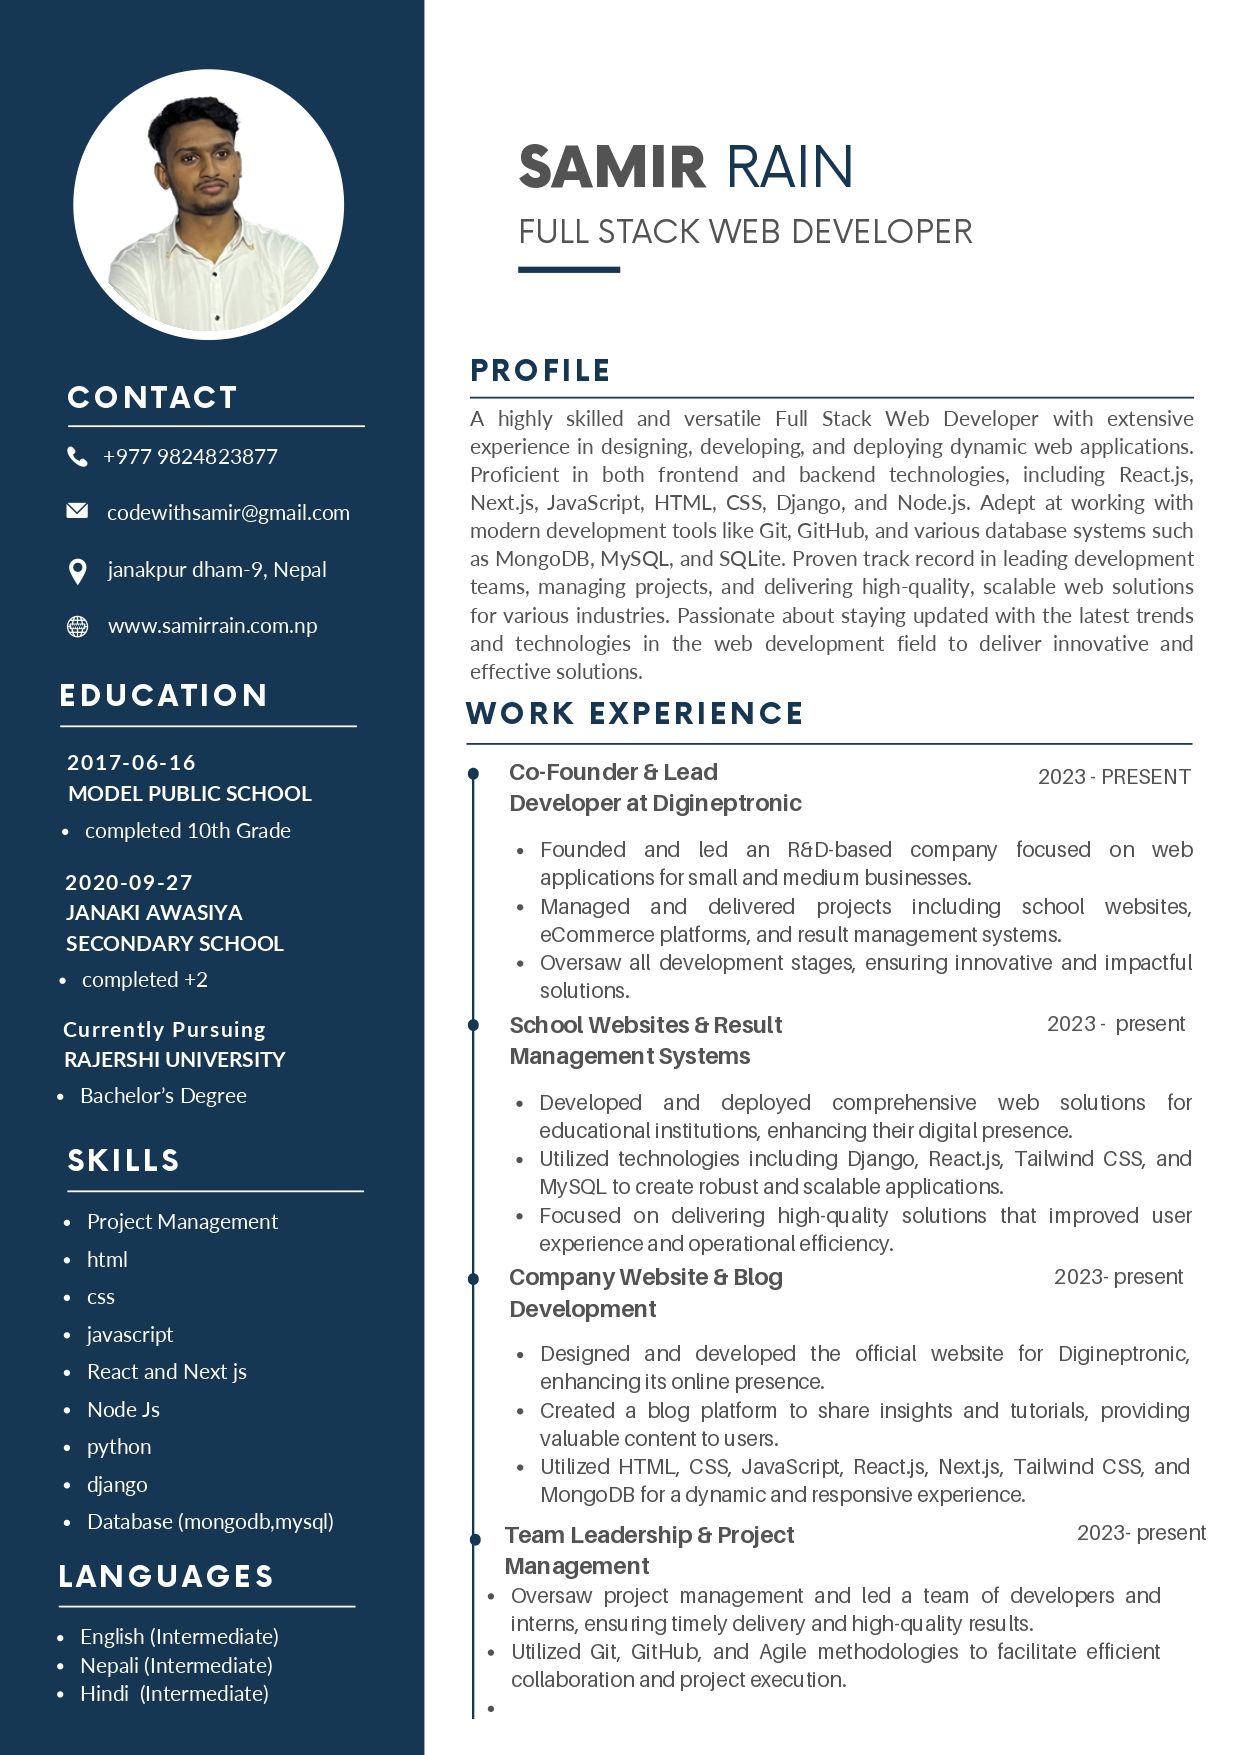 SAMIR RAIN
FULL STACK WEB DEVELOPER
CONTACT
+977 9824823877
codewithsamir@gmail.com
janakpur dham-9, Nepal
www.samirrain.com.np
EDUCATION
2017-06-16
MODEL PUBLIC SCHOOL
• completed 10th Grade
2020-09-27
JANAKI AWASIYA
SECONDARY SCHOOL
• completed +2
Currently Pursuing
RAJERSHI UNIVERSITY
• Bachelor’s Degree
SKILLS
• Project Management
• html
• css
• javascript
• React and Next js
• Node Js
• python
• django
• Database (mongodb,mysql)
LANGUAGES
• English (Intermediate)
• Nepali (Intermediate)
• Hindi (Intermediate)
PROFILE
A highly skilled and versatile Full Stack Web Developer with extensive
experience in designing, developing, and deploying dynamic web applications.
Proficient in both frontend and backend technologies, including React.js,
Next.js, JavaScript, HTML, CSS, Django, and Node.js. Adept at working with
modern development tools like Git, GitHub, and various database systems such
as MongoDB, MySQL, and SQLite. Proven track record in leading development
teams, managing projects, and delivering high-quality, scalable web solutions
for various industries. Passionate about staying updated with the latest trends
and technologies in the web development field to deliver innovative and
effective solutions.
WORK EXPERIENCE
Co-Founder & Lead
Developer at Digineptronic
2023 - PRESENT
• Founded and led an R&D-based company focused on web
applications for small and medium businesses.
• Managed and delivered projects including school websites,
eCommerce platforms, and result management systems.
• Oversaw all development stages, ensuring innovative and impactful
solutions.
School Websites & Result
Management Systems
2023 - present
• Developed and deployed comprehensive web solutions for
educational institutions, enhancing their digital presence.
• Utilized technologies including Django, React.js, Tailwind CSS, and
MySQL to create robust and scalable applications.
• Focused on delivering high-quality solutions that improved user
experience and operational efficiency.
Company Website & Blog
Development
2023- present
• Designed and developed the official website for Digineptronic,
enhancing its online presence.
• Created a blog platform to share insights and tutorials, providing
valuable content to users.
• Utilized HTML, CSS, JavaScript, React.js, Next.js, Tailwind CSS, and
MongoDB for a dynamic and responsive experience.
Team Leadership & Project
Management
2023- present
• Oversaw project management and led a team of developers and
interns, ensuring timely delivery and high-quality results.
• Utilized Git, GitHub, and Agile methodologies to facilitate efficient
collaboration and project execution.
•